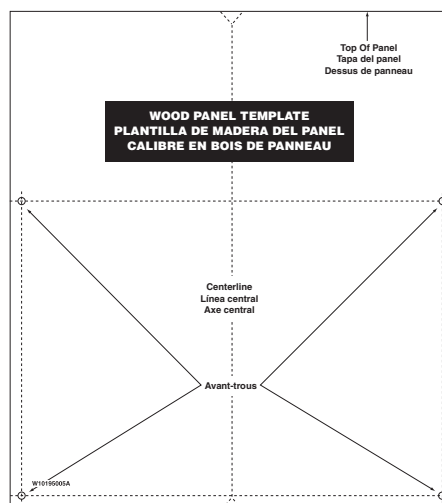 Top Of Panel
Tapa del panel
Dessus de panneau
WOOD PANEL TEMPLATE
PLANTILLA DE MADERA DEL PANEL
CALIBRE EN BOIS DE PANNEAU
Centerline
Línea central
Axe central
Avant-trous
W10195005A